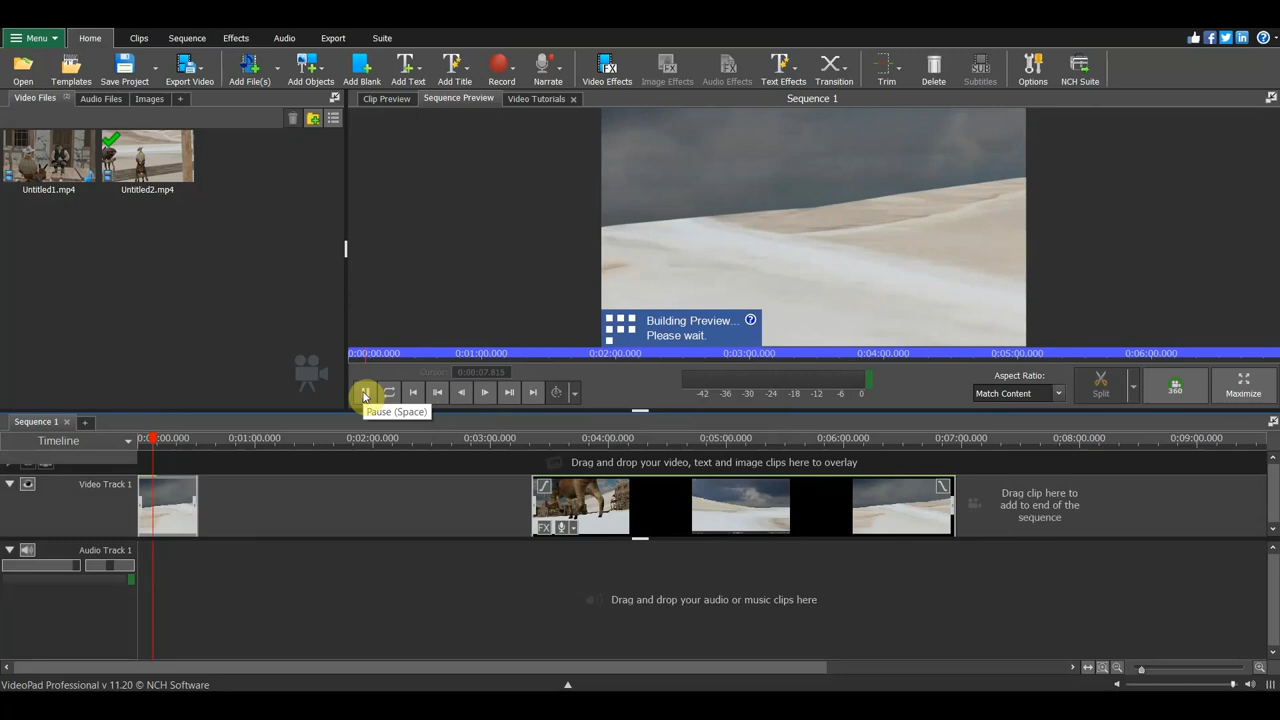 Menu Home Clips Sequence Effects Audio Export Suite
Open Templates Save Project Export Video Add File(s) Add Objects Add Blank Add Text Add Title Record Narrate Video Effects Image Effects Audio Effects Text Effects Transition Trim Delete Subtitles Options NCH Suite
Video Files Audio Files Images + Clip Preview Sequence Preview Video Tutorials Sequence 1
Untitled1.mp4 Untitled2.mp4
Building Preview...
Please wait.
0:00:00.000 0:01:00.000 0:02:00.000 0:03:00.000 0:04:00.000 0:05:00.000 0:06:00.000
Cursor: 0:00:07.815
-42 -36 -30 -24 -18 -12 -6 0
Aspect Ratio:
Match Content
Split
360
Maximize
Pause (Space)
Sequence 1
Timeline
:00.000 0:01:00.000 0:02:00.000 0:03:00.000 0:04:00.000 0:05:00.000 0:06:00.000 0:07:00.000 0:08:00.000 0:09:00.000
Drag and drop your video, text and image clips here to overlay
Video Track 1
FX
Drag clip here to
add to end of the
sequence
Audio Track 1
Drag and drop your audio or music clips here
VideoPad Professional v 11.20 © NCH Software